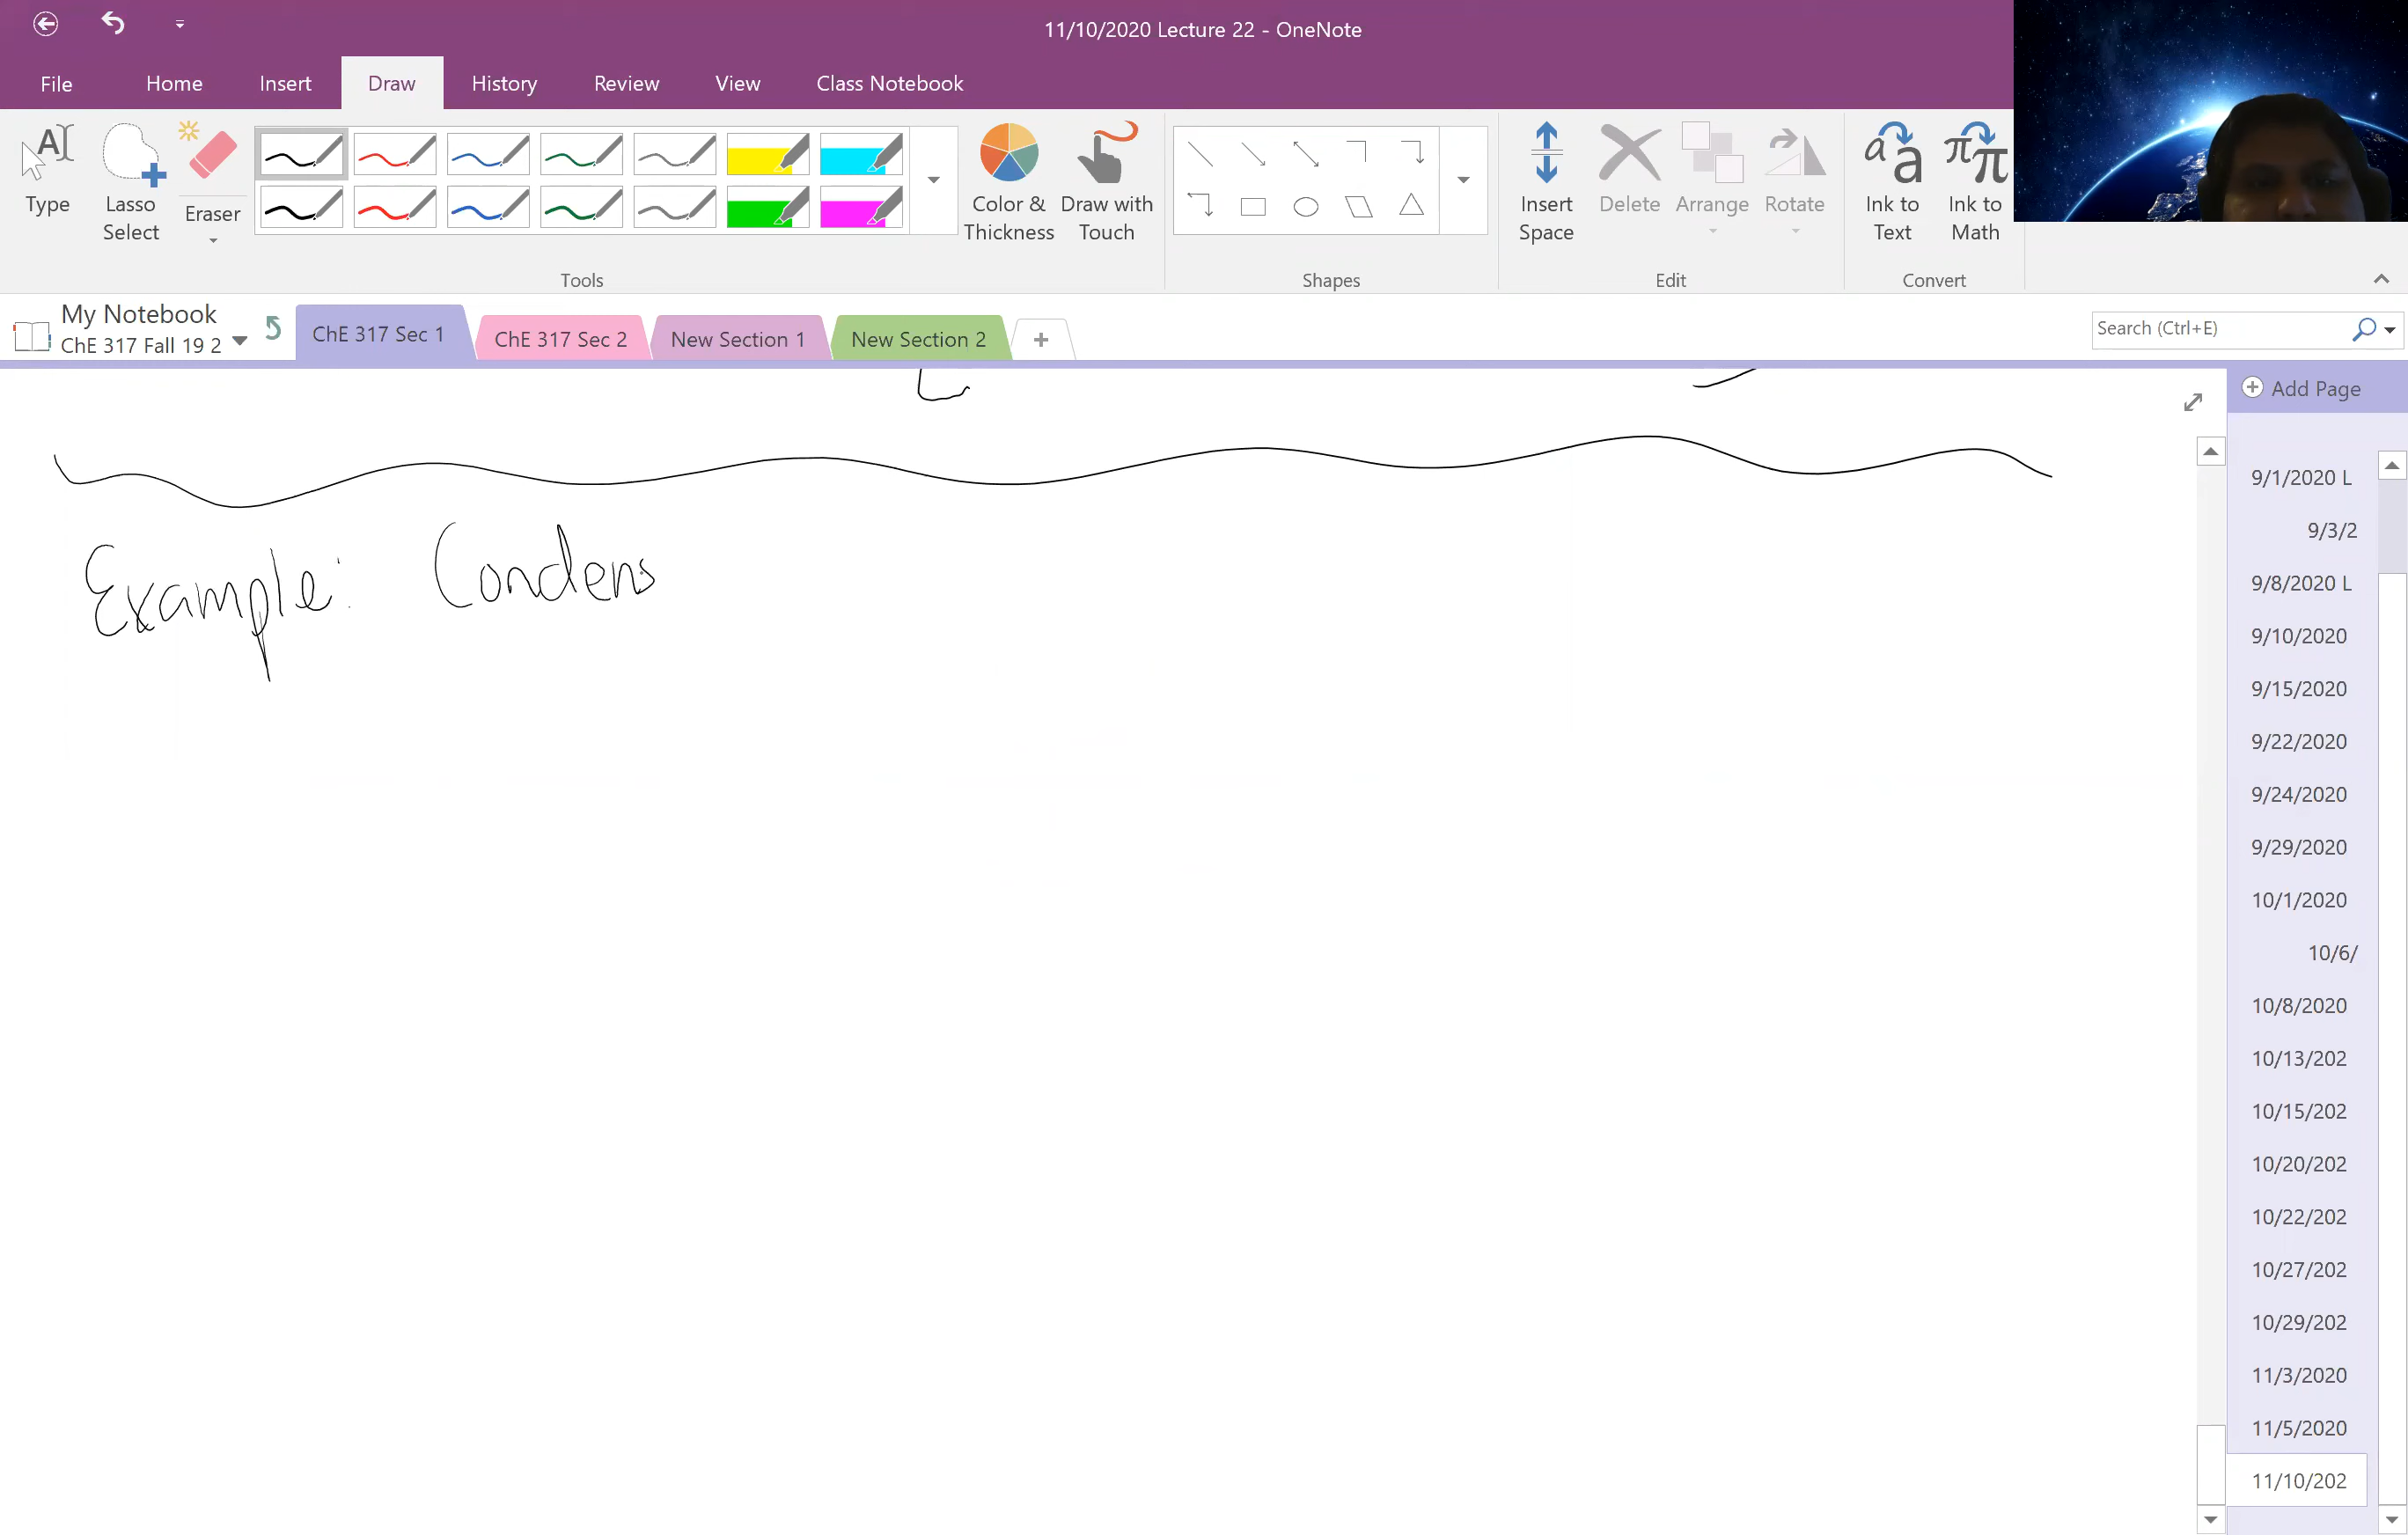 11/10/2020 Lecture 22 - OneNote
File Home Insert Draw History Review View Class Notebook
Type
Lasso Select
Eraser
Color & Thickness
Draw with Touch
Insert Space
Delete
Arrange
Rotate
Ink to Text
Ink to Math
Tools Shapes Edit Convert
My Notebook
ChE 317 Fall 19 2
ChE 317 Sec 1 ChE 317 Sec 2 New Section 1 New Section 2
Search (Ctrl+E)
Add Page
Example: Condens
9/1/2020 L
9/3/2
9/8/2020 L
9/10/2020
9/15/2020
9/22/2020
9/24/2020
9/29/2020
10/1/2020
10/6/
10/8/2020
10/13/202
10/15/202
10/20/202
10/22/202
10/27/202
10/29/202
11/3/2020
11/5/2020
11/10/202